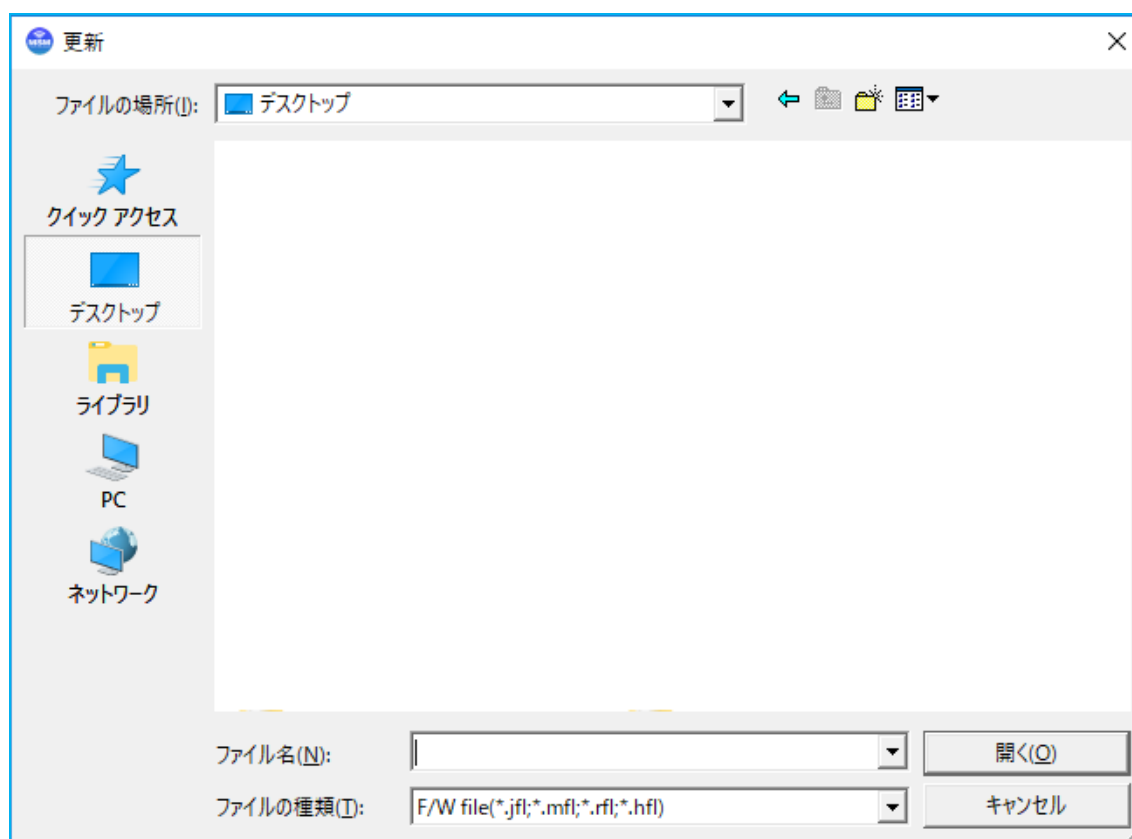 更新
ファイルの場所(I): デスクトップ
クイック アクセス
デスクトップ
ライブラリ
PC
ネットワーク
ファイル名(N): 開く(O)
ファイルの種類(T): F/W file(*.jfl;*.mfl;*.rfl;*.hfl) キャンセル